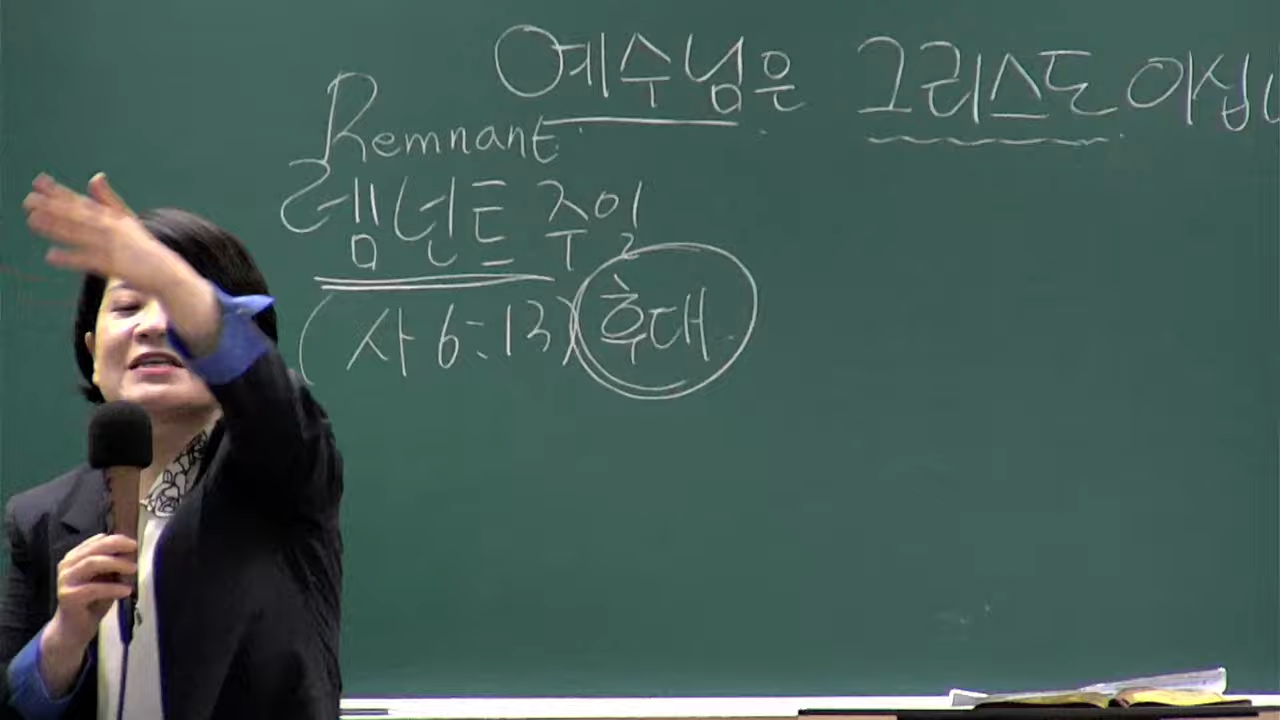 예수님은 그리스도이십
Remnant
렘넌트 주일
(사 6:13) 후대